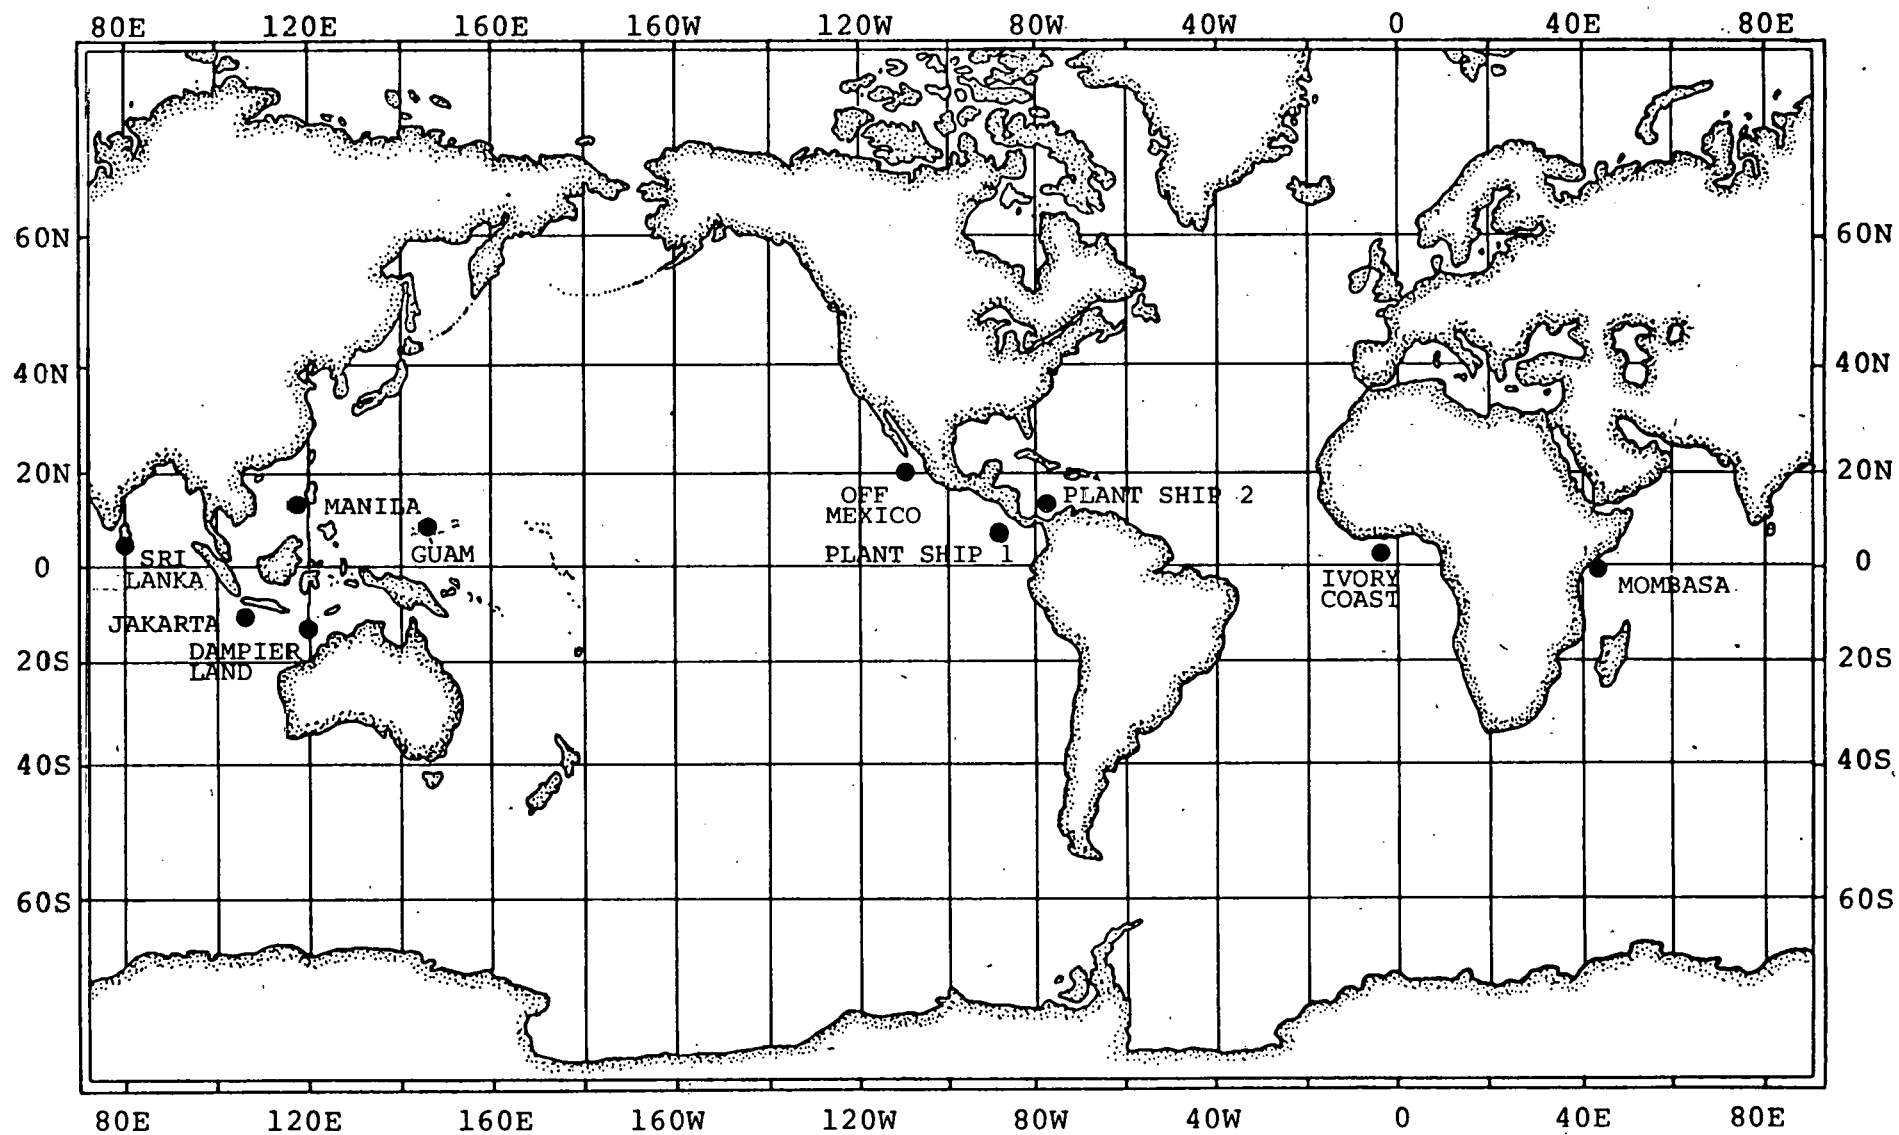 80E 120E 160E 160W 120W 80W 40W 0 40E 80E
60N 60N
40N 40N
20N 20N
OFF
MEXICO
PLANT SHIP 2
MANILA
GUAM
PLANT SHIP 1
SRI
LANKA
0 0
IVORY
COAST
MOMBASA
JAKARTA
DAMPIER
LAND
20S 20S
40S 40S
60S 60S
80E 120E 160E 160W 120W 80W 40W 0 40E 80E